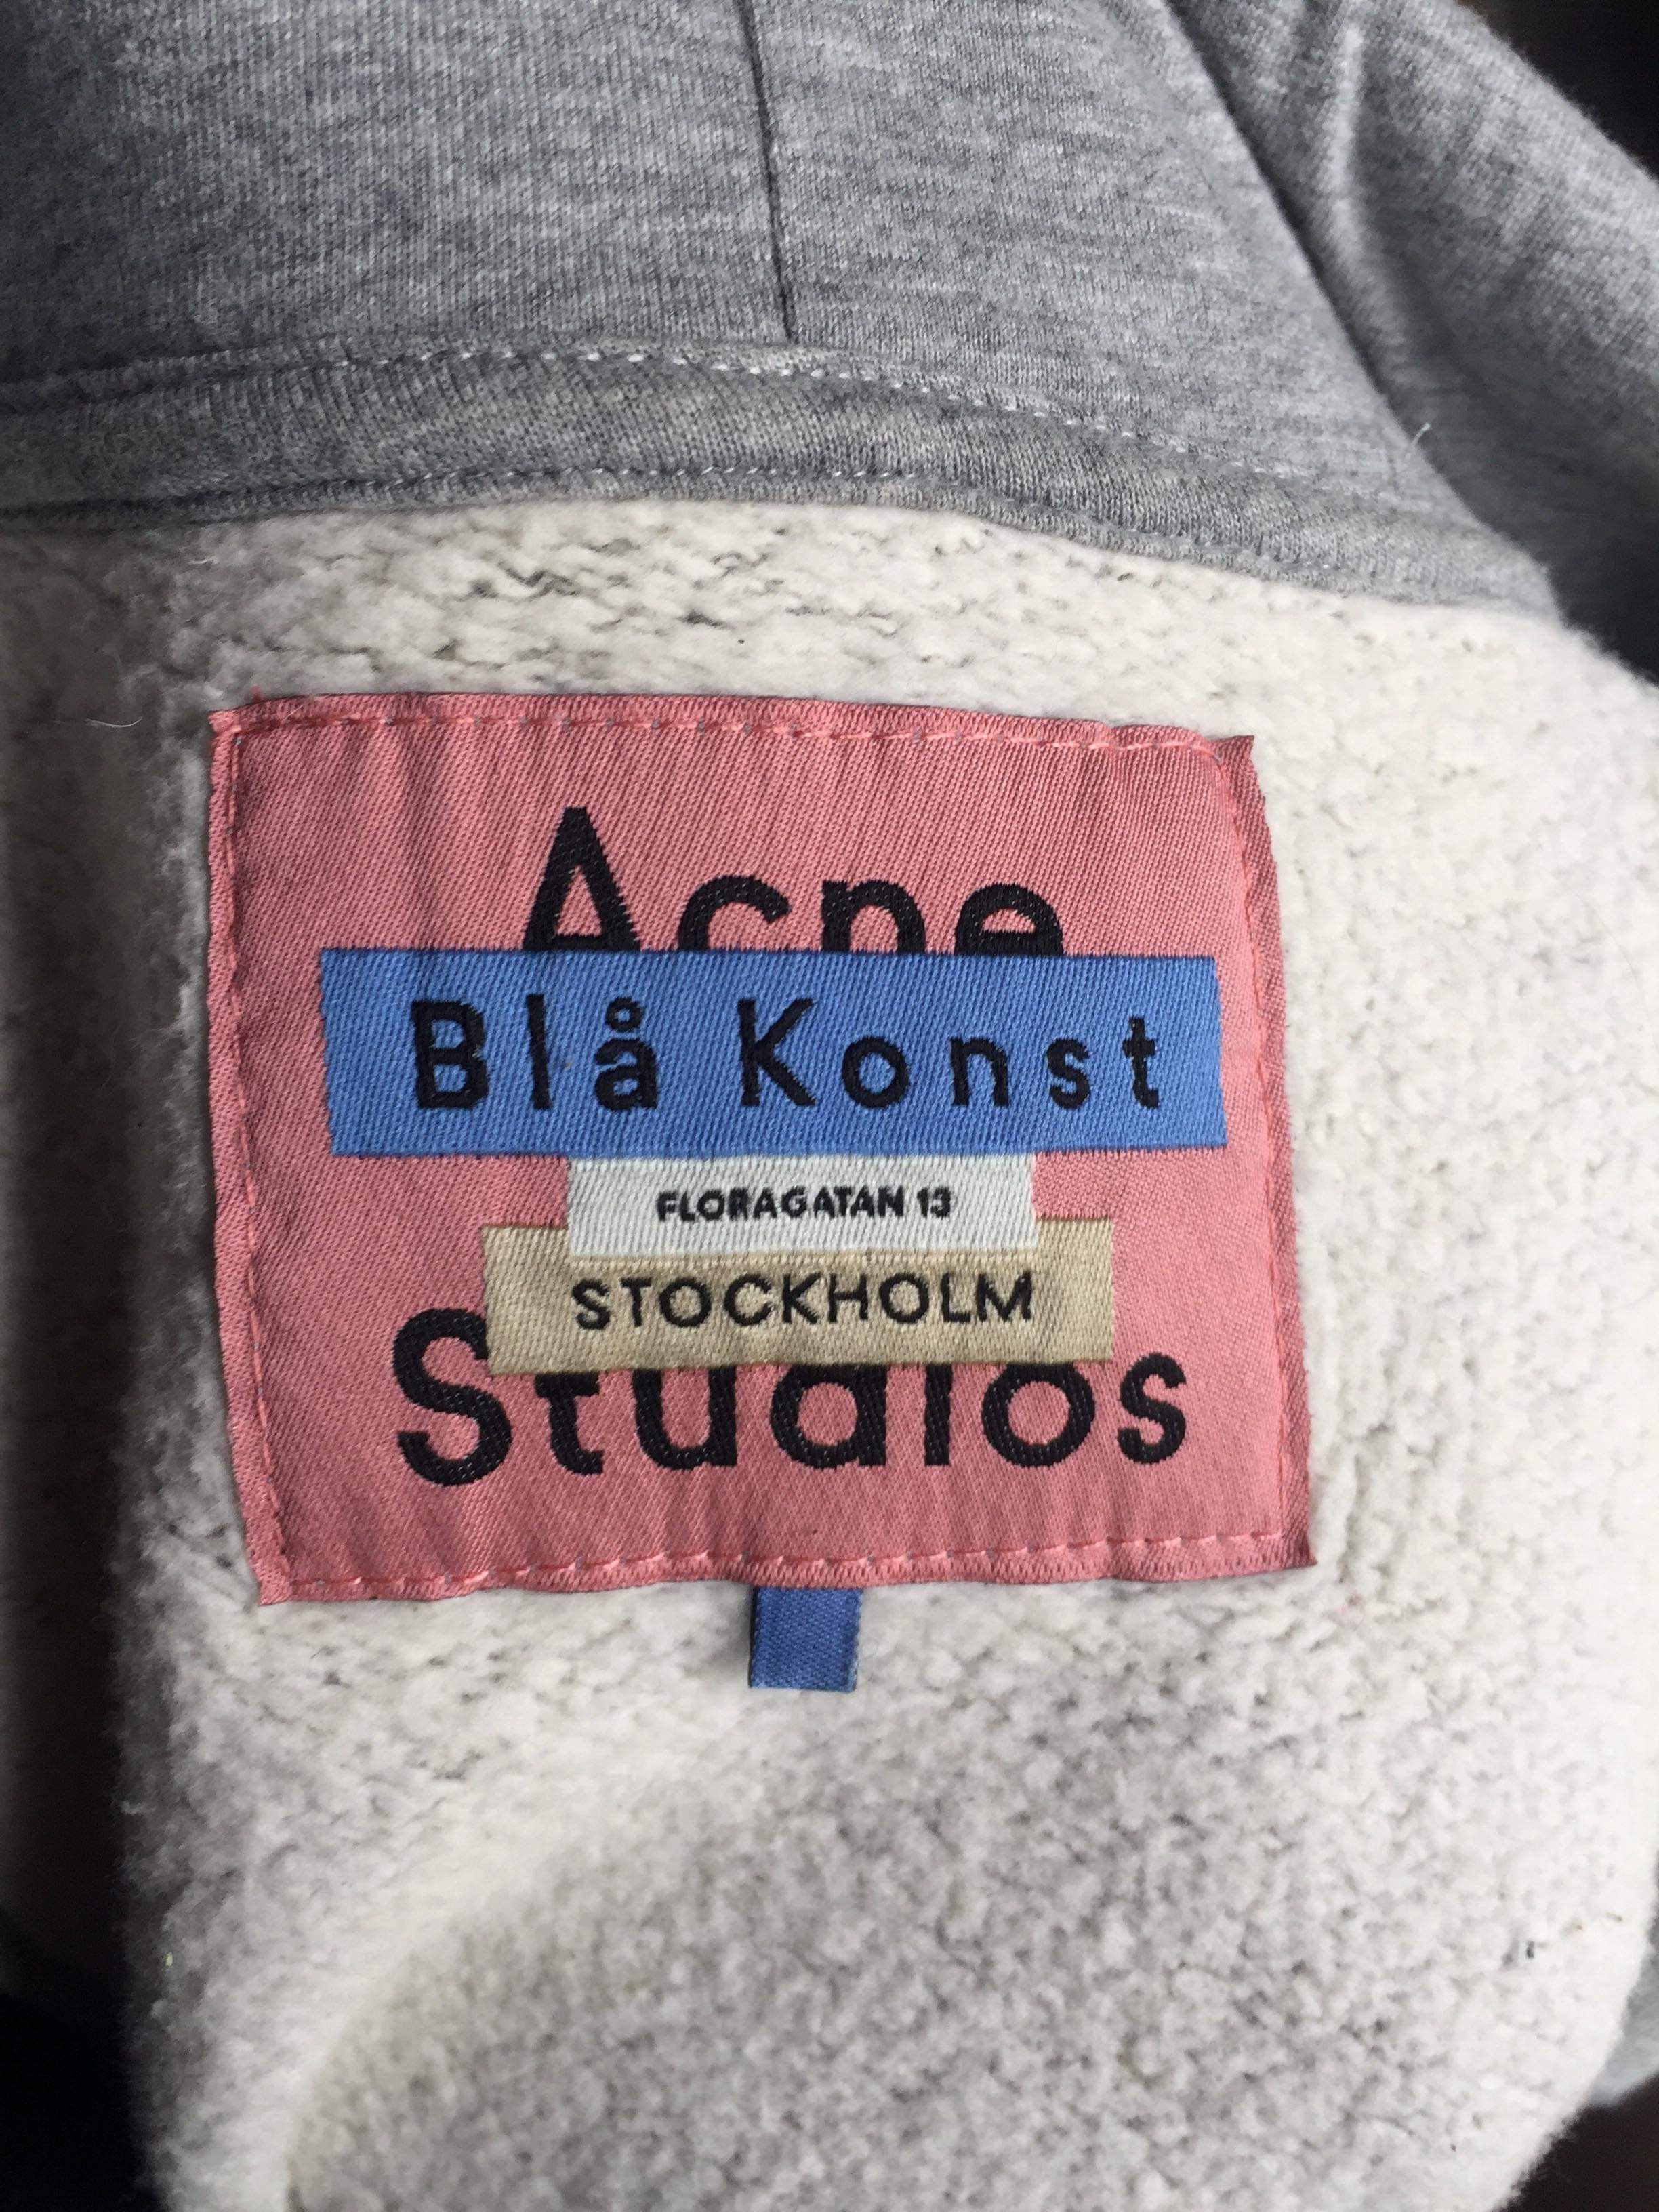 Acne
Blå Konst
FLORAGATAN 13
STOCKHOLM
Studios